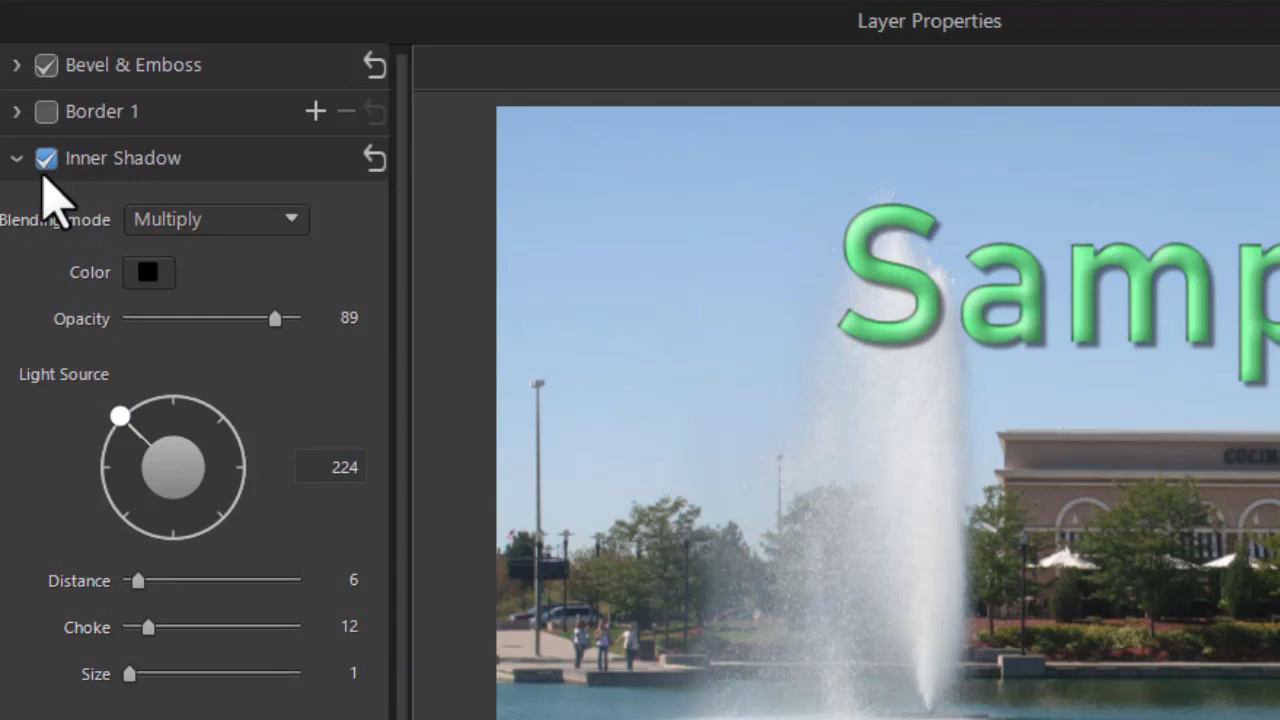 Layer Properties
Bevel & Emboss
Border 1
Inner Shadow
Blending mode Multiply
Color
Opacity 89
Light Source
224
Distance 6
Choke 12
Size 1
Samp
CUCIN